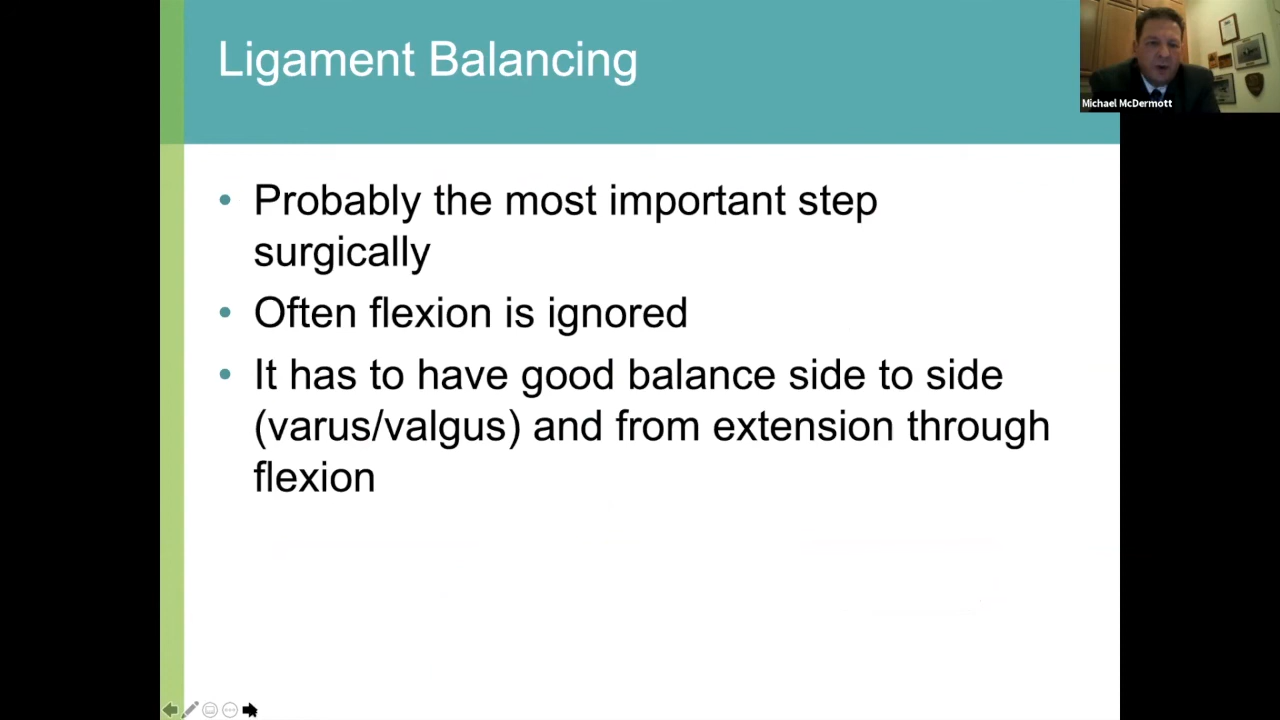 Ligament Balancing
Michael McDermott
• Probably the most important step
surgically
• Often flexion is ignored
• It has to have good balance side to side
(varus/valgus) and from extension through
flexion